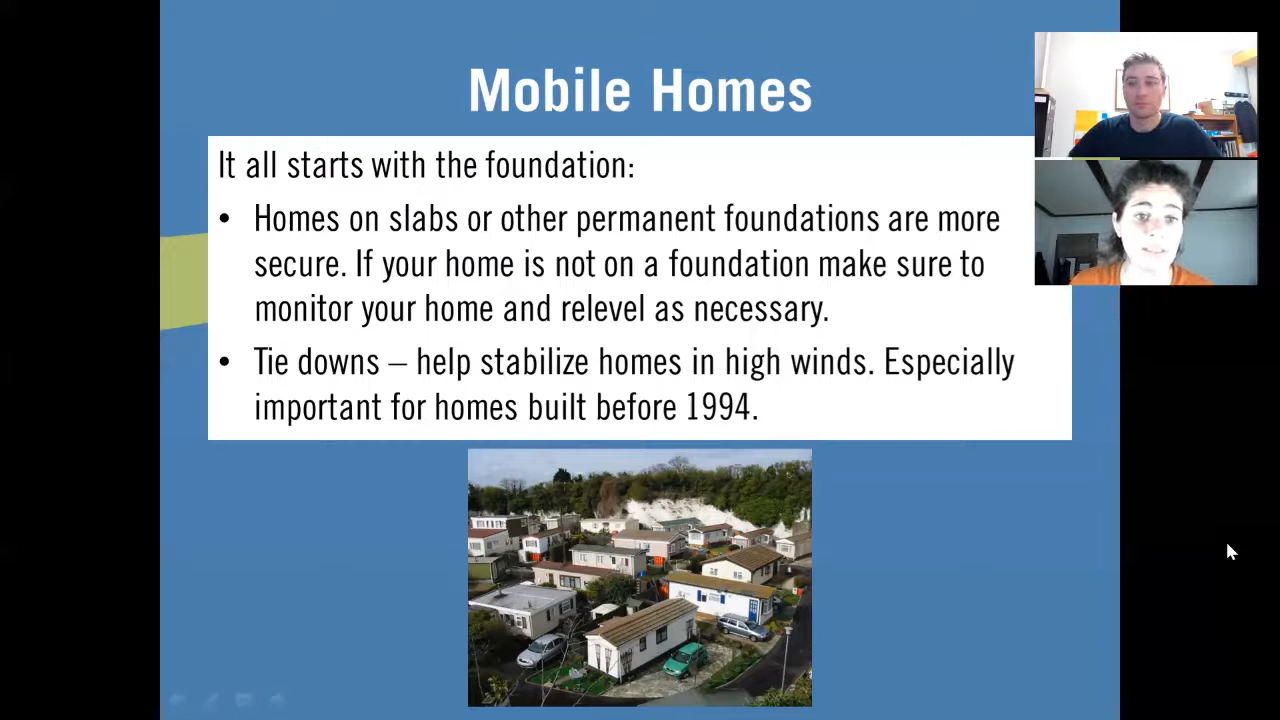 Mobile Homes
It all starts with the foundation:
• Homes on slabs or other permanent foundations are more
secure. If your home is not on a foundation make sure to
monitor your home and relevel as necessary.
• Tie downs – help stabilize homes in high winds. Especially
important for homes built before 1994.